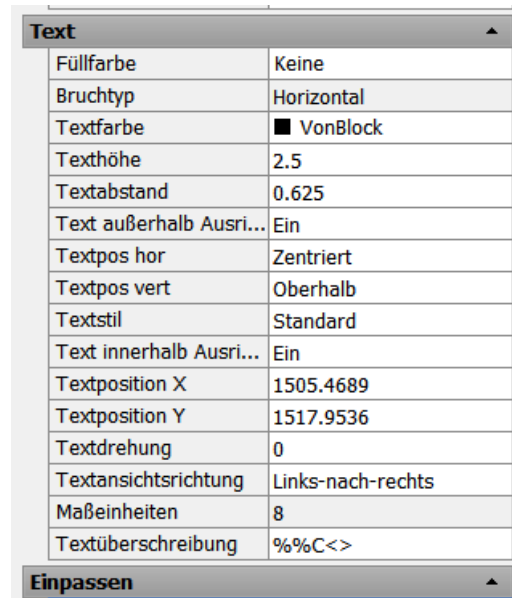 Text
Füllfarbe Keine
Bruchtyp Horizontal
Textfarbe VonBlock
Texthöhe 2.5
Textabstand 0.625
Text außerhalb Ausri... Ein
Textpos hor Zentriert
Textpos vert Oberhalb
Textstil Standard
Text innerhalb Ausri... Ein
Textposition X 1505.4689
Textposition Y 1517.9536
Textdrehung 0
Textansichtsrichtung Links-nach-rechts
Maßeinheiten 8
Textüberschreibung %%C<>
Einpassen